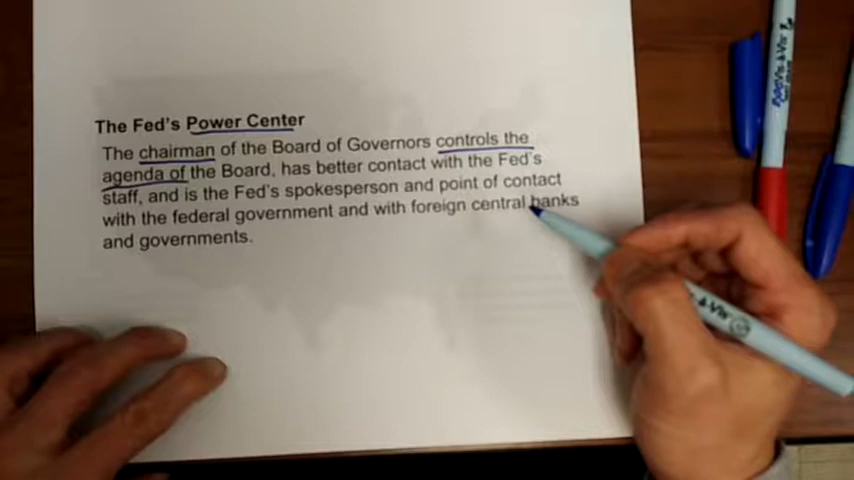 The Fed's Power Center
The chairman of the Board of Governors controls the
agenda of the Board, has better contact with the Fed's
staff, and is the Fed's spokesperson and point of contact
with the federal government and with foreign central banks
and governments.
Vis-à-Vis